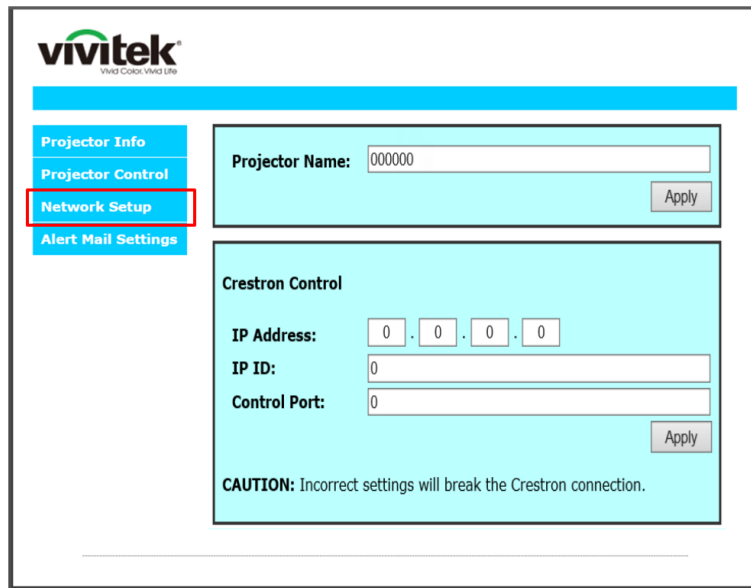 vivitek®
Vivid Color, Vivid Life
Projector Info
Projector Control
Network Setup
Alert Mail Settings
Projector Name: 000000
Apply
Crestron Control
IP Address: 0 . 0 . 0 . 0
IP ID: 0
Control Port: 0
Apply
CAUTION: Incorrect settings will break the Crestron connection.